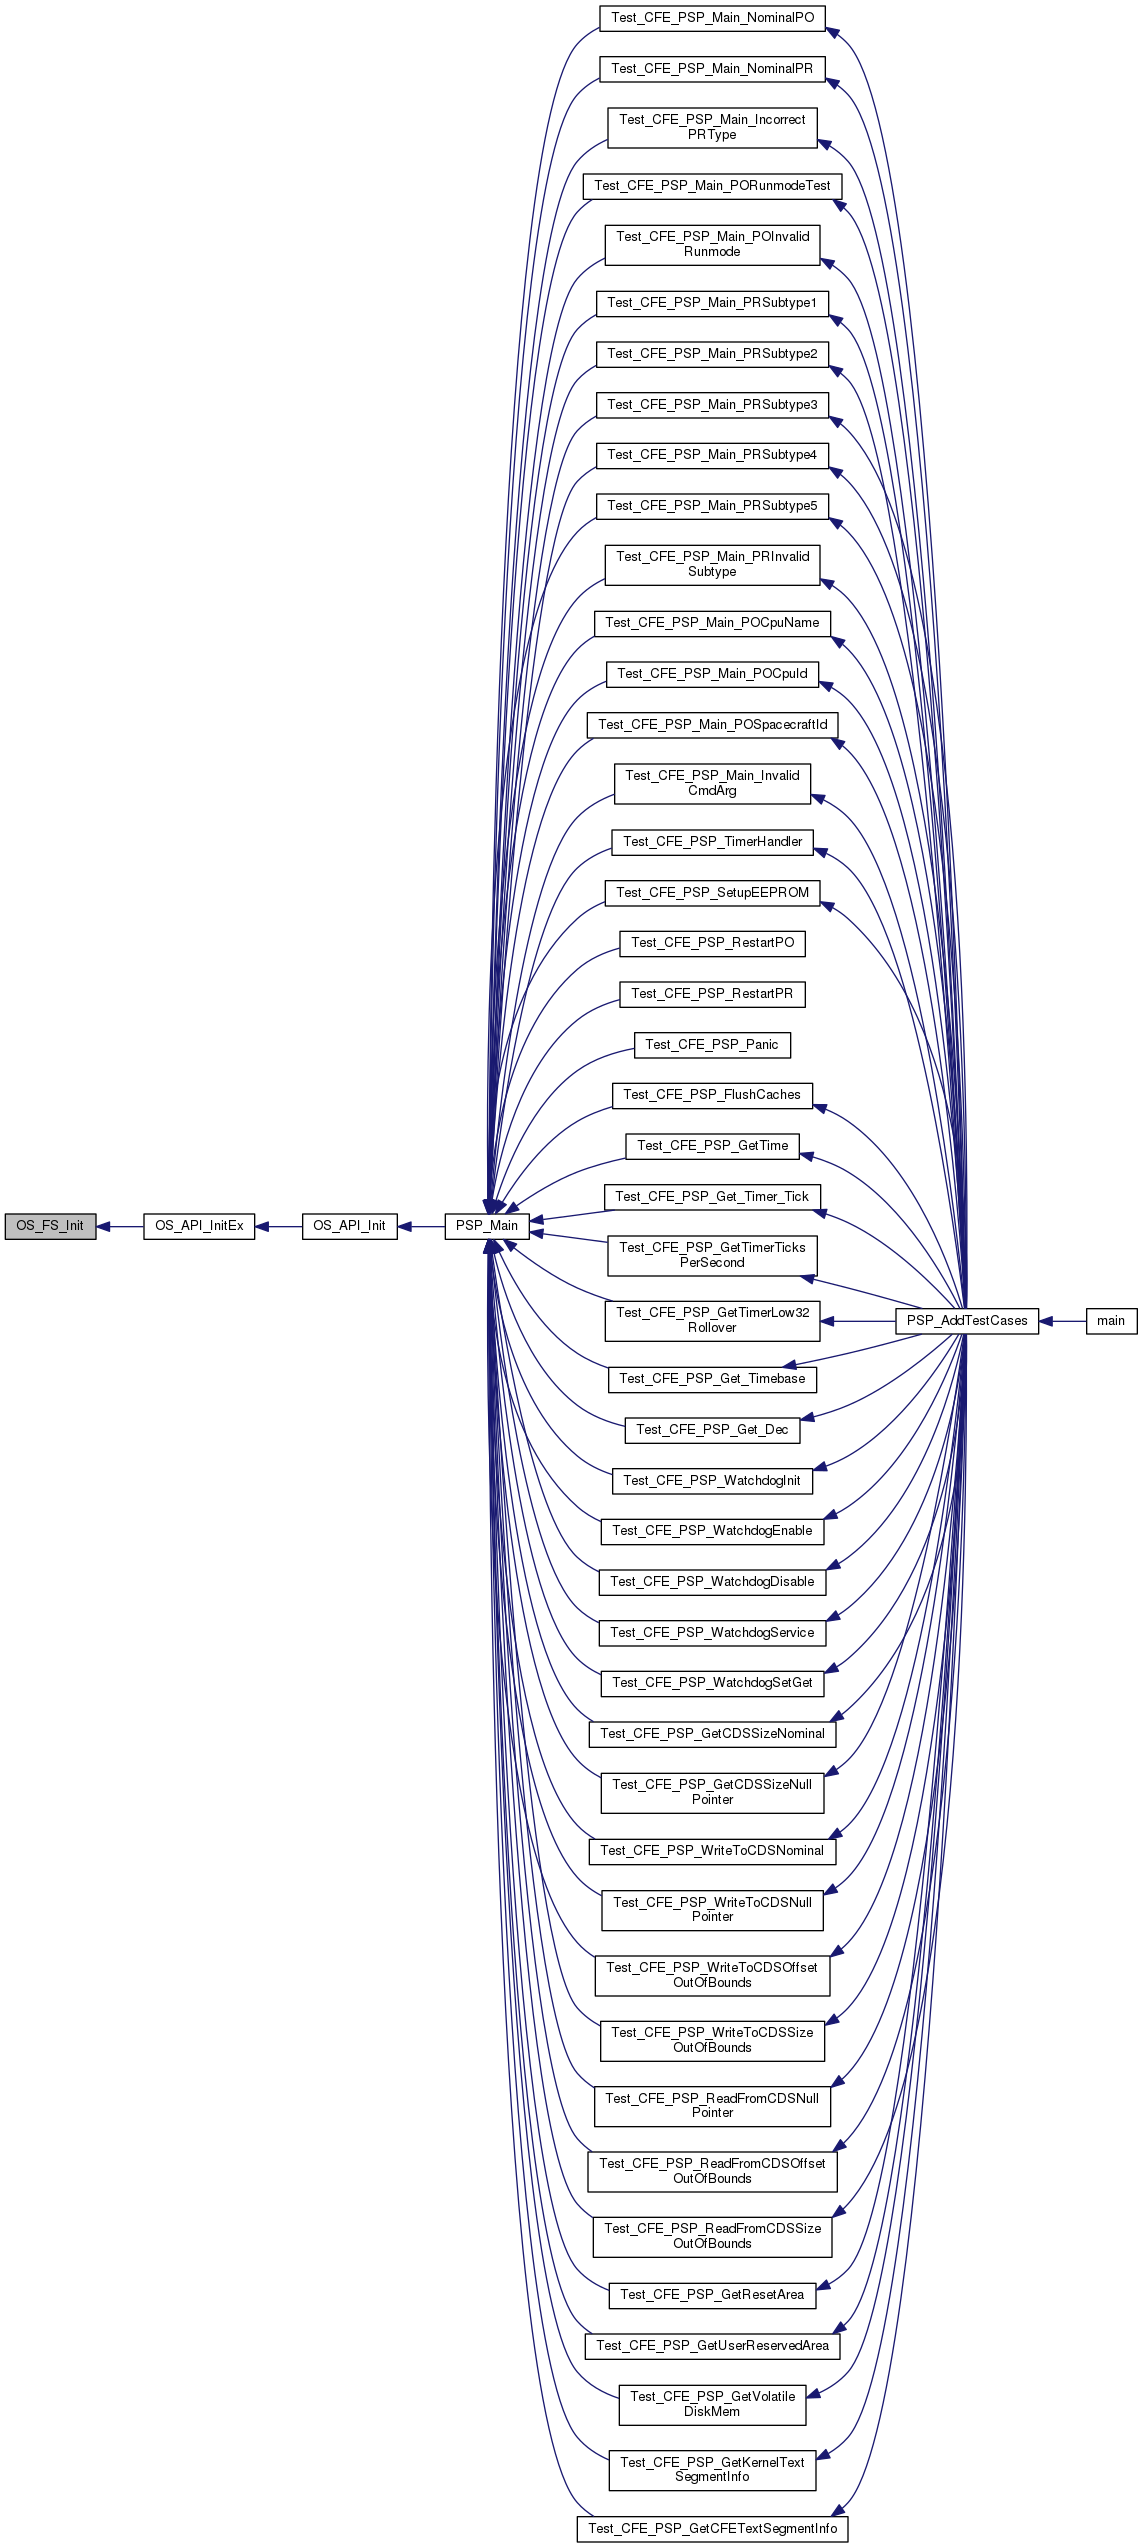 Test_CFE_PSP_Main_NominalPO
Test_CFE_PSP_Main_NominalPR
Test_CFE_PSP_Main_Incorrect
PRType
Test_CFE_PSP_Main_PORunmodeTest
Test_CFE_PSP_Main_POInvalid
Runmode
Test_CFE_PSP_Main_PRSubtype1
Test_CFE_PSP_Main_PRSubtype2
Test_CFE_PSP_Main_PRSubtype3
Test_CFE_PSP_Main_PRSubtype4
Test_CFE_PSP_Main_PRSubtype5
Test_CFE_PSP_Main_PRInvalid
Subtype
Test_CFE_PSP_Main_POCpuName
Test_CFE_PSP_Main_POCpuId
Test_CFE_PSP_Main_POSpacecraftId
Test_CFE_PSP_Main_Invalid
CmdArg
Test_CFE_PSP_TimerHandler
Test_CFE_PSP_SetupEEPROM
Test_CFE_PSP_RestartPO
Test_CFE_PSP_RestartPR
Test_CFE_PSP_Panic
Test_CFE_PSP_FlushCaches
Test_CFE_PSP_GetTime
Test_CFE_PSP_Get_Timer_Tick
OS_FS_Init
OS_API_InitEx
OS_API_Init
PSP_Main
Test_CFE_PSP_GetTimerTicks
PerSecond
Test_CFE_PSP_GetTimerLow32
Rollover
PSP_AddTestCases
main
Test_CFE_PSP_Get_Timebase
Test_CFE_PSP_Get_Dec
Test_CFE_PSP_WatchdogInit
Test_CFE_PSP_WatchdogEnable
Test_CFE_PSP_WatchdogDisable
Test_CFE_PSP_WatchdogService
Test_CFE_PSP_WatchdogSetGet
Test_CFE_PSP_GetCDSSizeNominal
Test_CFE_PSP_GetCDSSizeNull
Pointer
Test_CFE_PSP_WriteToCDSNominal
Test_CFE_PSP_WriteToCDSNull
Pointer
Test_CFE_PSP_WriteToCDSOffset
OutOfBounds
Test_CFE_PSP_WriteToCDSSize
OutOfBounds
Test_CFE_PSP_ReadFromCDSNull
Pointer
Test_CFE_PSP_ReadFromCDSOffset
OutOfBounds
Test_CFE_PSP_ReadFromCDSSize
OutOfBounds
Test_CFE_PSP_GetResetArea
Test_CFE_PSP_GetUserReservedArea
Test_CFE_PSP_GetVolatile
DiskMem
Test_CFE_PSP_GetKernelText
SegmentInfo
Test_CFE_PSP_GetCFETextSegmentInfo